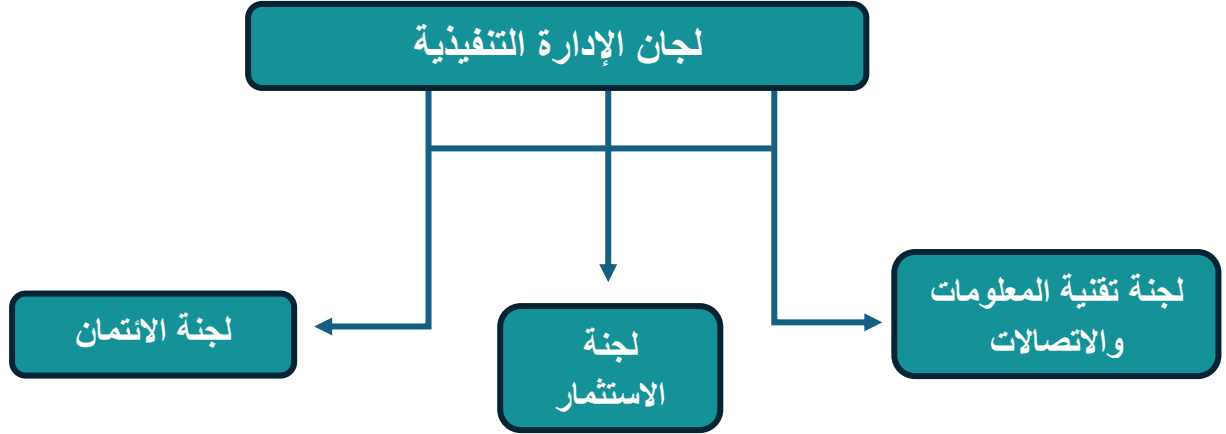 لجان الإدارة التنفيذية
لجنة تقنية المعلومات
والاتصالات
لجنة
الاستثمار
لجنة الائتمان